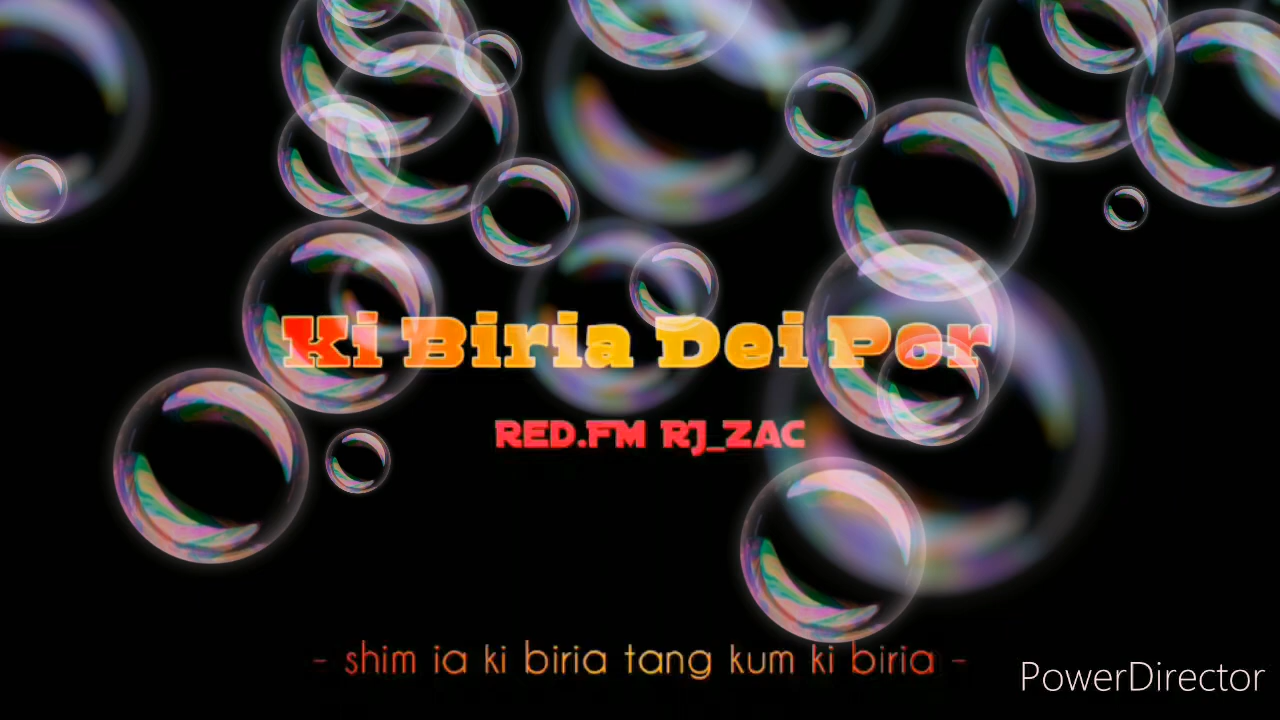 Ki Biria Dei Por
RED.FM RJ_ZAC
- shim ia ki biria tang kum ki biria -
PowerDirector